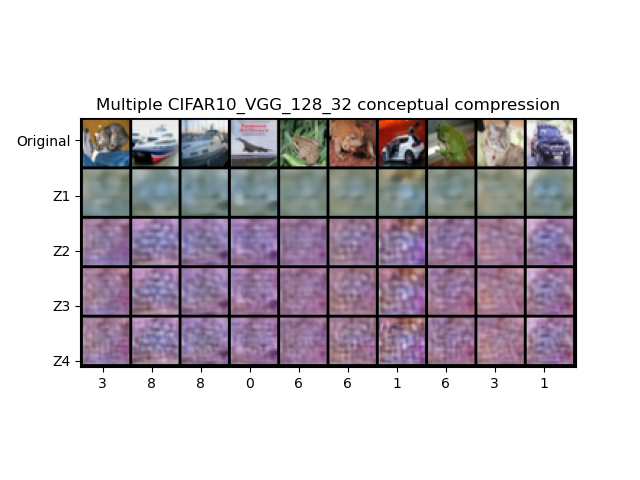 Multiple CIFAR10_VGG_128_32 conceptual compression
Original
Z1
Z2
Z3
Z4
3 8 8 0 6 6 1 6 3 1